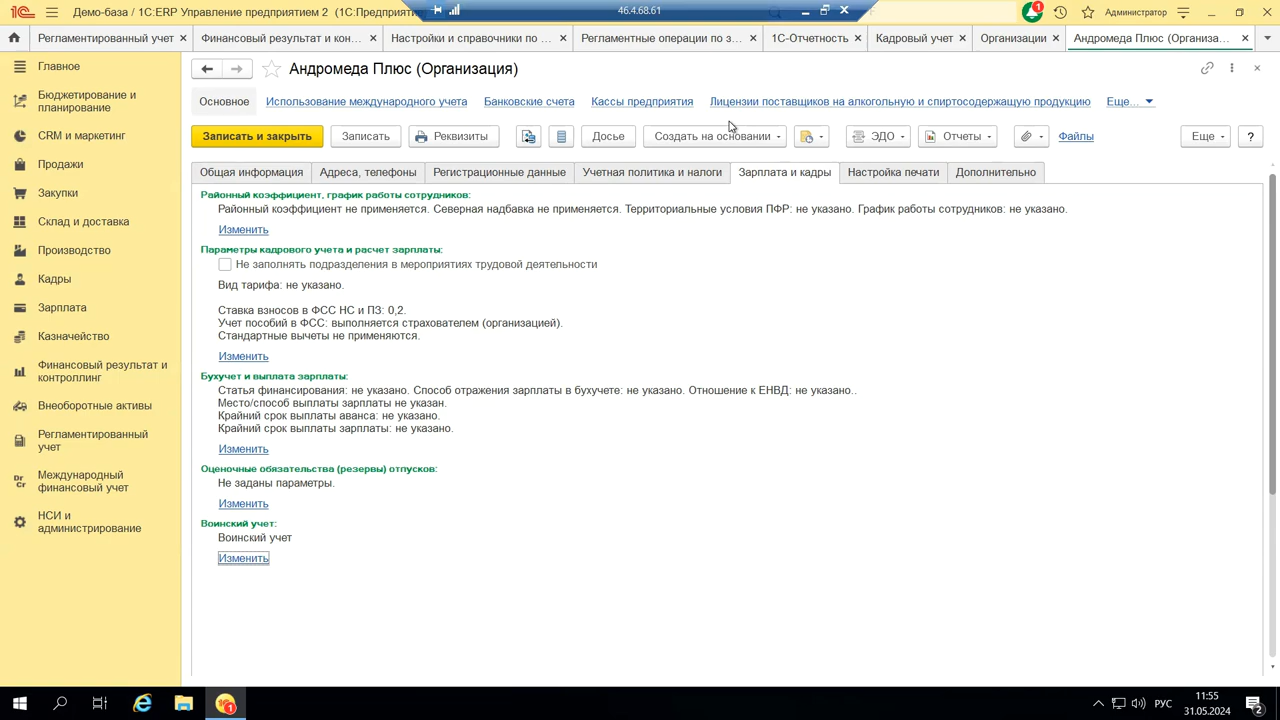 Демо-база / 1С:ERP Управление предприятием 2 (1С:Предприятие
46.4.68.61
1
Администратор
Регламентированный учет ×
Финансовый результат и кон... ×
Настройки и справочники по ... ×
Регламентные операции по з... ×
1С-Отчетность ×
Кадровый учет ×
Организации ×
Андромеда Плюс (Организа... ×
Главное
Бюджетирование и
планирование
CRM и маркетинг
Продажи
Закупки
Склад и доставка
Производство
Кадры
Зарплата
Казначейство
Финансовый результат и
контроллинг
Внеоборотные активы
Регламентированный
учет
Dr
Cr
Международный
финансовый учет
НСИ и
администрирование
Андромеда Плюс (Организация)
Основное
Использование международного учета
Банковские счета
Кассы предприятия
Лицензии поставщиков на алкогольную и спиртосодержащую продукцию
Еще...
Записать и закрыть
Записать
Реквизиты
Досье
Создать на основании
ЭДО
Отчеты
Файлы
Еще
?
Общая информация
Адреса, телефоны
Регистрационные данные
Учетная политика и налоги
Зарплата и кадры
Настройка печати
Дополнительно
Районный коэффициент, график работы сотрудников:
Районный коэффициент не применяется. Северная надбавка не применяется. Территориальные условия ПФР: не указано. График работы сотрудников: не указано.
Изменить
Параметры кадрового учета и расчет зарплаты:
Не заполнять подразделения в мероприятиях трудовой деятельности
Вид тарифа: не указано.
Ставка взносов в ФСС НС и ПЗ: 0,2.
Учет пособий в ФСС: выполняется страхователем (организацией).
Стандартные вычеты не применяются.
Изменить
Бухучет и выплата зарплаты:
Статья финансирования: не указано. Способ отражения зарплаты в бухучете: не указано. Отношение к ЕНВД: не указано..
Место/способ выплаты зарплаты не указан.
Крайний срок выплаты аванса: не указано.
Крайний срок выплаты зарплаты: не указано.
Изменить
Оценочные обязательства (резервы) отпусков:
Не заданы параметры.
Изменить
Воинский учет:
Воинский учет
Изменить
1
РУС
11:55
31.05.2024
2